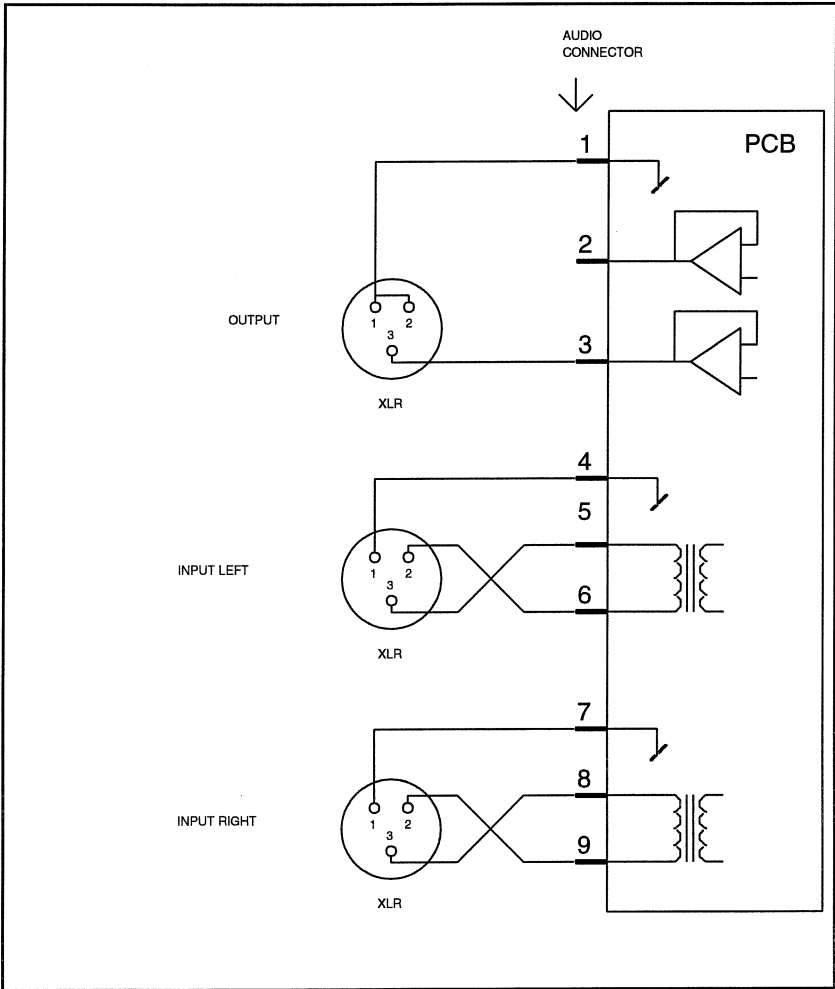 AUDIO
CONNECTOR
PCB
1
2
3
OUTPUT
1 2
3
XLR
4
5
6
INPUT LEFT
1 2
3
XLR
7
8
9
INPUT RIGHT
1 2
3
XLR